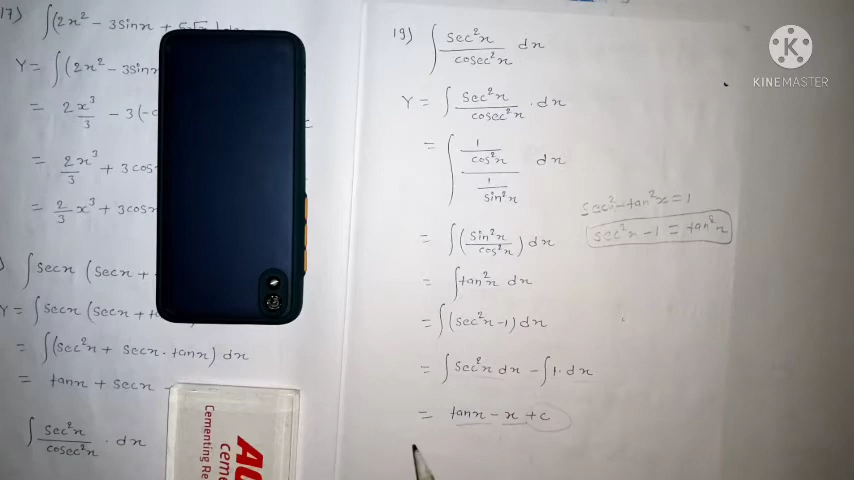 17) ∫(2x² - 3sinx + 5√x) dx
Y = ∫(2x² - 3sinx
= 2x³/3 - 3(-c
= 2x³/3 + 3cos
= 2/3 x³ + 3cosx
∫secx (secx +
Y = ∫secx (secx + t
= ∫(sec²x + secx · tanx) dx
= tanx + secx
∫ sec²x/cosec²x · dx
Cementing Re
19) ∫ sec²x/cosec²x dx
Y = ∫ sec²x/cosec²x · dx
= ∫ (1/cos²x)/(1/sin²x) dx
= ∫(sin²x/cos²x) dx
= ∫tan²x dx
= ∫(sec²x-1) dx
= ∫sec²x dx - ∫1·dx
= tanx - x + c
sec² - tan²x = 1
sec²x - 1 = tan²x
KINEMASTER